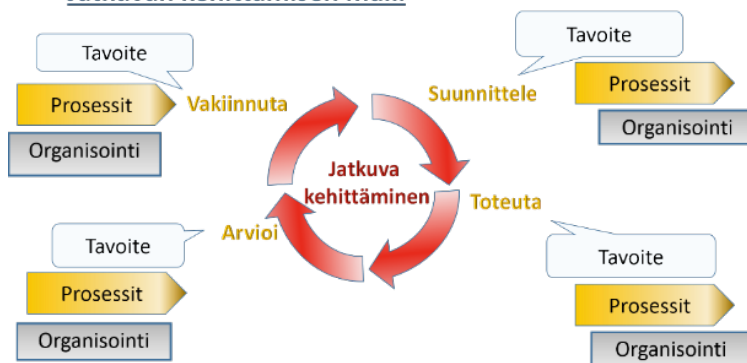 Tavoite
Prosessit
Organisointi
Vakiinnuta
Suunnittele
Tavoite
Prosessit
Organisointi
Jatkuva
kehittäminen
Arvioi
Toteuta
Tavoite
Prosessit
Organisointi
Tavoite
Prosessit
Organisointi